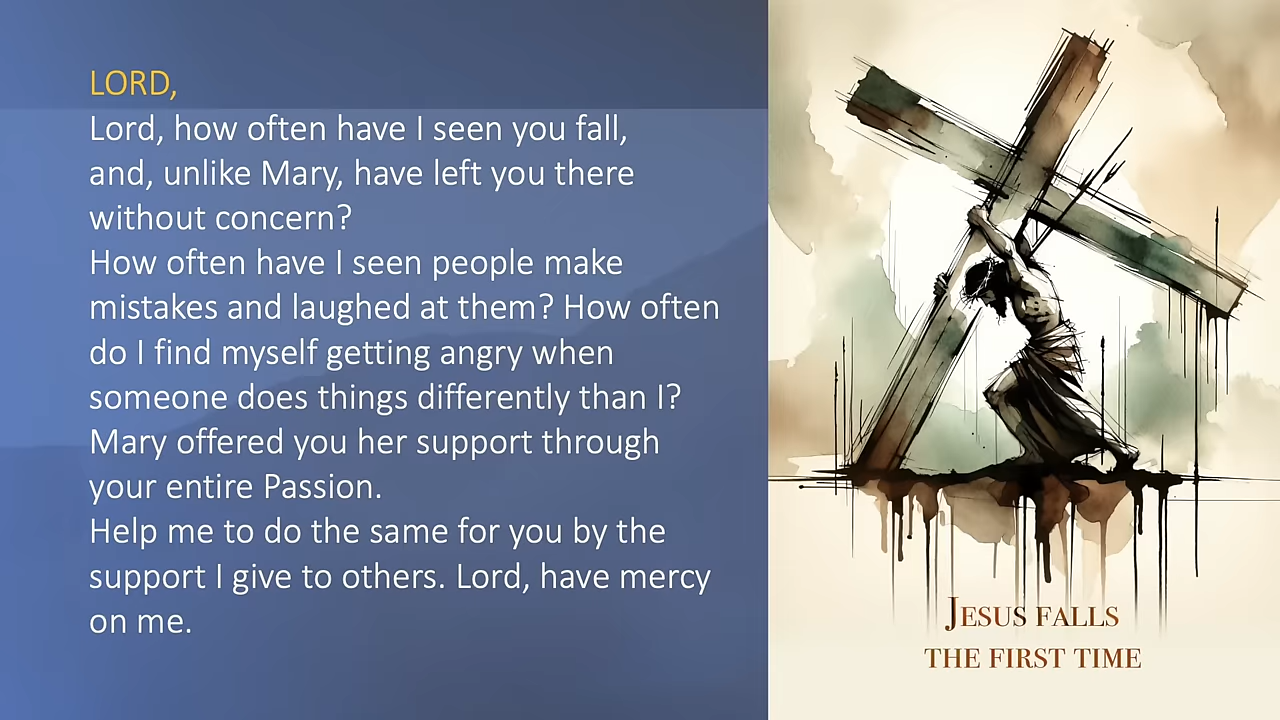 LORD,
Lord, how often have I seen you fall,
and, unlike Mary, have left you there
without concern?
How often have I seen people make
mistakes and laughed at them? How often
do I find myself getting angry when
someone does things differently than I?
Mary offered you her support through
your entire Passion.
Help me to do the same for you by the
support I give to others. Lord, have mercy
on me.
JESUS FALLS
THE FIRST TIME